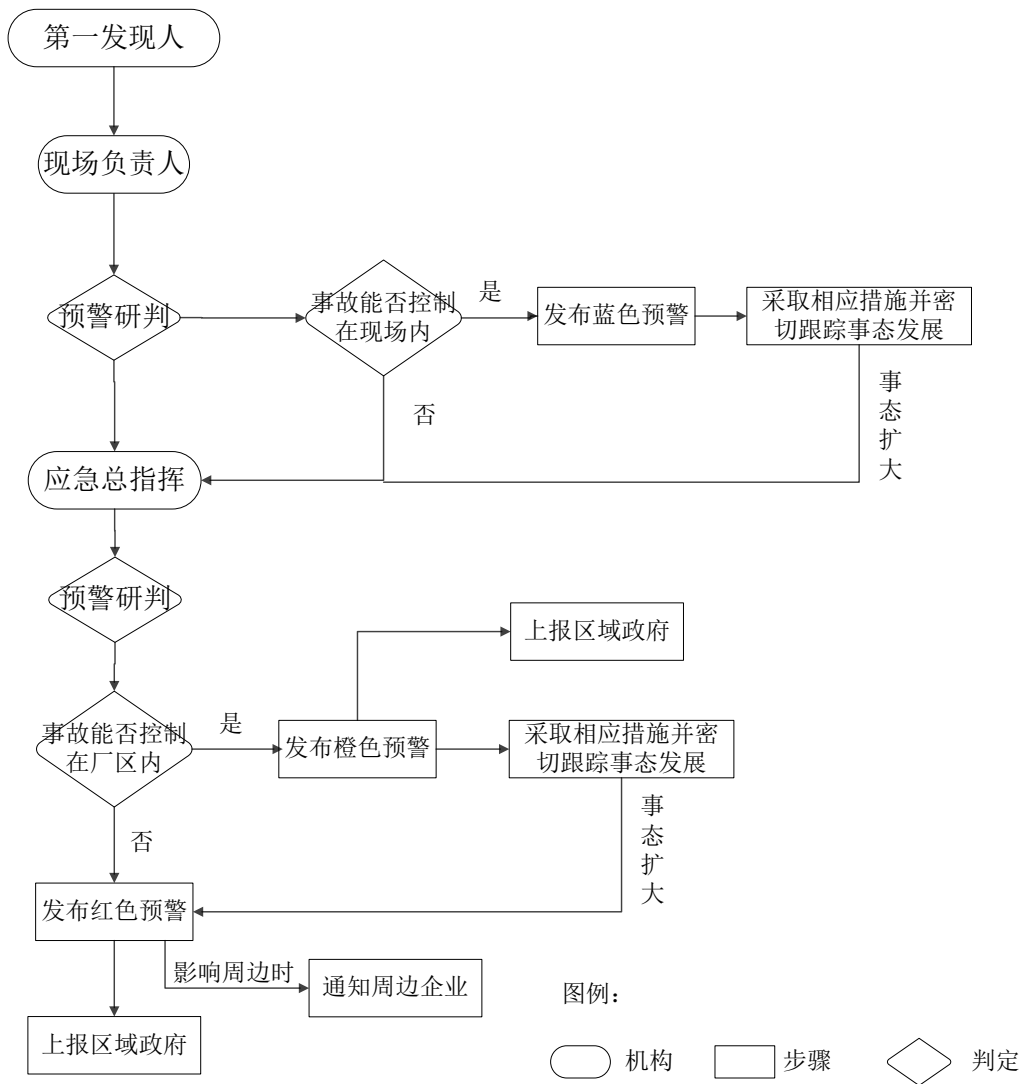 第一发现人
现场负责人
预警研判
事故能否控制
在现场内
是
发布蓝色预警
采取相应措施并密
切跟踪事态发展
否
事态扩大
应急总指挥
预警研判
上报区域政府
事故能否控制
在厂区内
是
发布橙色预警
采取相应措施并密
切跟踪事态发展
否
事态扩大
发布红色预警
影响周边时
通知周边企业
上报区域政府
图例：
机构
步骤
判定